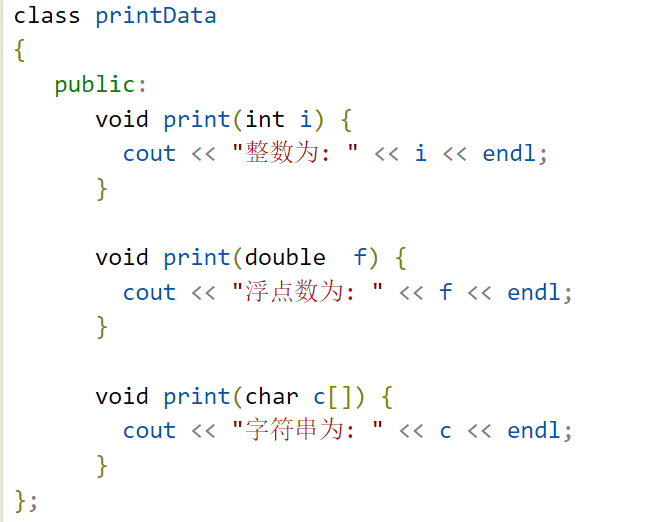 class printData
{
   public:
      void print(int i) {
        cout << "整数为: " << i << endl;
      }

      void print(double  f) {
        cout << "浮点数为: " << f << endl;
      }

      void print(char c[]) {
        cout << "字符串为: " << c << endl;
      }
};